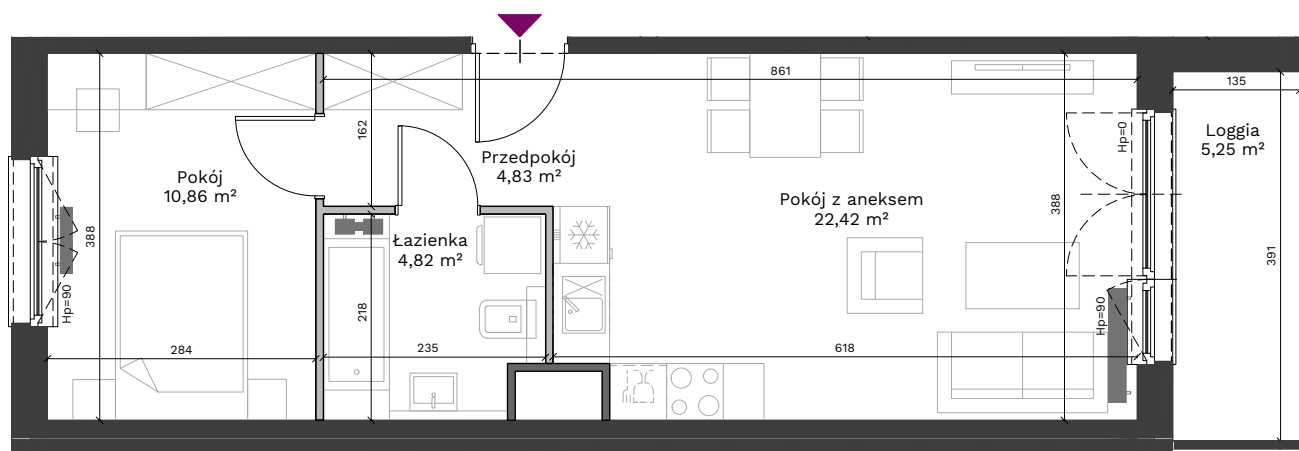 861
135
Loggia
5,25 m²
Hp=0
162
Przedpokój
4,83 m²
Pokój
10,86 m²
Pokój z aneksem
22,42 m²
388
388
391
Łazienka
4,82 m²
Hp=90
218
Hp=90
284
235
618